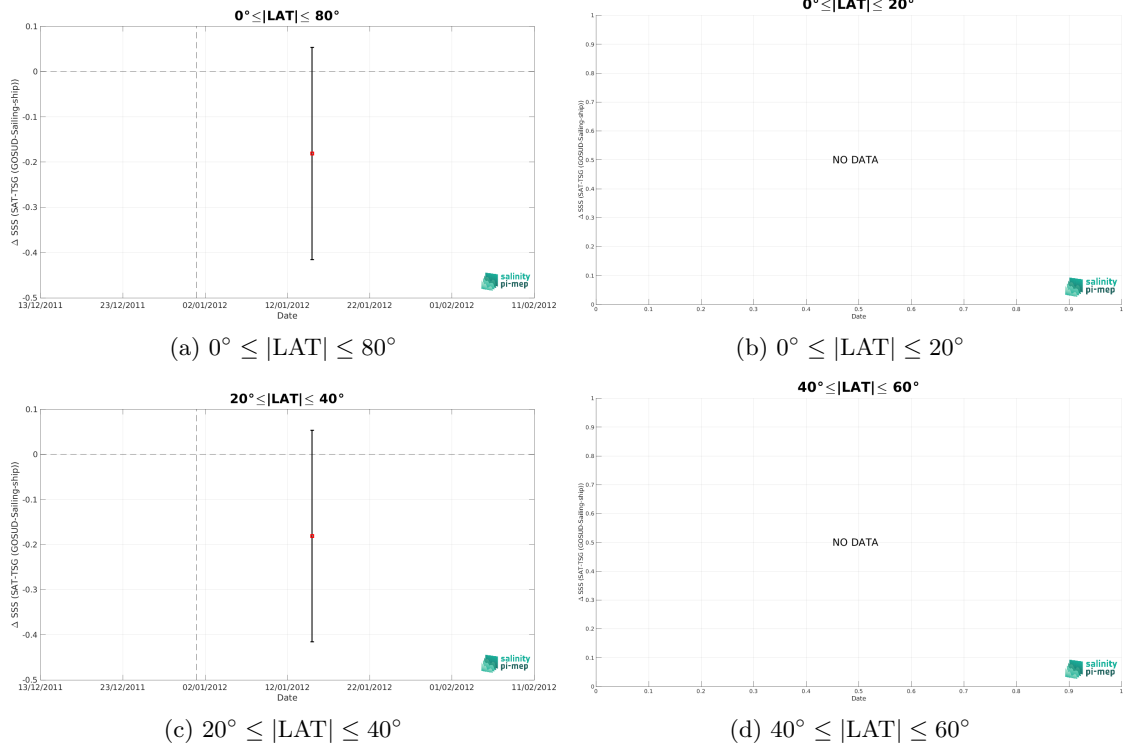 0°≤|LAT|≤ 80°
0.1
0
-0.1
-0.2
-0.3
-0.4
-0.5
Δ SSS (SAT-TSG (GOSUD-Sailing-ship))
13/12/2011 23/12/2011 02/01/2012 12/01/2012 22/01/2012 01/02/2012 11/02/2012
Date
salinity
pi-mep
(a) 0° ≤ |LAT| ≤ 80°
0°≤|LAT|≤ 20°
1
0.9
0.8
0.7
0.6
0.5
0.4
0.3
0.2
0.1
0
Δ SSS (SAT-TSG (GOSUD-Sailing-ship))
NO DATA
0 0.1 0.2 0.3 0.4 0.5 0.6 0.7 0.8 0.9 1
Date
salinity
pi-mep
(b) 0° ≤ |LAT| ≤ 20°
20°≤|LAT|≤ 40°
0.1
0
-0.1
-0.2
-0.3
-0.4
-0.5
Δ SSS (SAT-TSG (GOSUD-Sailing-ship))
13/12/2011 23/12/2011 02/01/2012 12/01/2012 22/01/2012 01/02/2012 11/02/2012
Date
salinity
pi-mep
(c) 20° ≤ |LAT| ≤ 40°
40°≤|LAT|≤ 60°
1
0.9
0.8
0.7
0.6
0.5
0.4
0.3
0.2
0.1
0
Δ SSS (SAT-TSG (GOSUD-Sailing-ship))
NO DATA
0 0.1 0.2 0.3 0.4 0.5 0.6 0.7 0.8 0.9 1
Date
salinity
pi-mep
(d) 40° ≤ |LAT| ≤ 60°